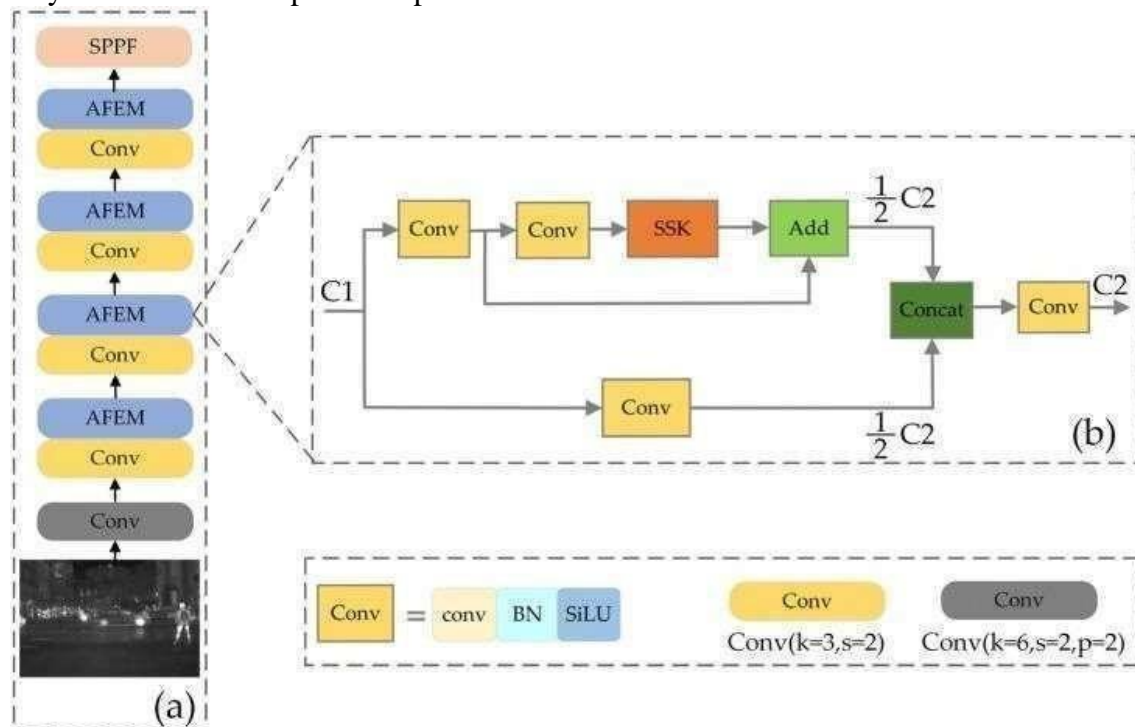 SPPF
AFEM
Conv
AFEM
Conv
AFEM
Conv
AFEM
Conv
Conv
(a)
C1
Conv
Conv
SSK
Add
1/2 C2
Concat
Conv
C2
Conv
1/2 C2
(b)
Conv = conv BN SiLU
Conv
Conv(k=3,s=2)
Conv
Conv(k=6,s=2,p=2)